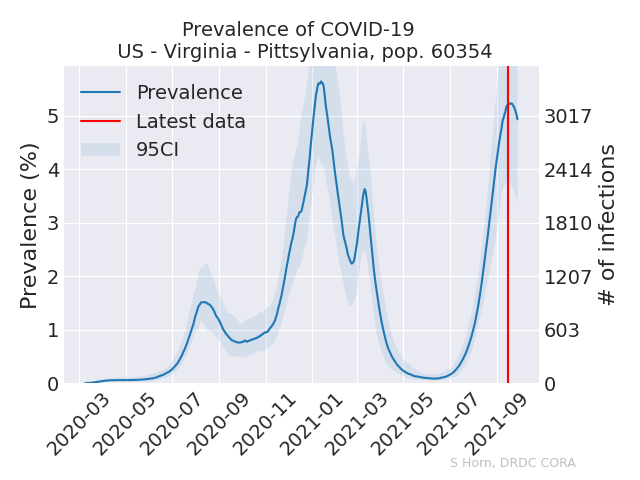 Prevalence of COVID-19
US - Virginia - Pittsylvania, pop. 60354
Prevalence
Latest data
95CI
Prevalence (%)
5
4
3
2
1
0
3017
2414
1810
1207
603
0
# of infections
2020-03
2020-05
2020-07
2020-09
2020-11
2021-01
2021-03
2021-05
2021-07
2021-09
S Horn, DRDC CORA